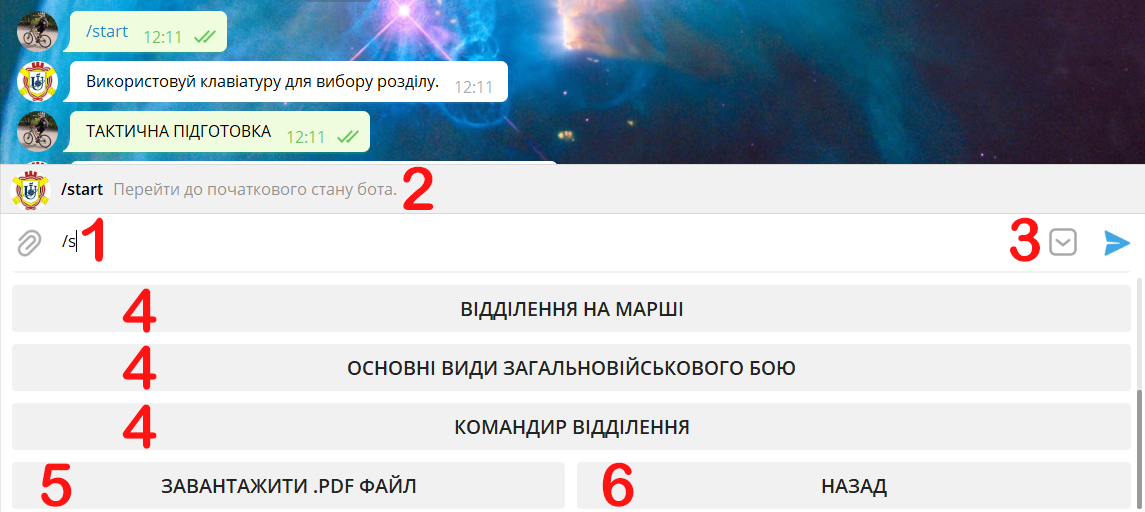 /start 12:11
Використовуй клавіатуру для вибору розділу. 12:11
ТАКТИЧНА ПІДГОТОВКА 12:11
/start Перейти до початкового стану бота. 2
/s 1 3
4 ВІДДІЛЕННЯ НА МАРШІ
4 ОСНОВНІ ВИДИ ЗАГАЛЬНОВІЙСЬКОВОГО БОЮ
4 КОМАНДИР ВІДДІЛЕННЯ
5 ЗАВАНТАЖИТИ .PDF ФАЙЛ 6 НАЗАД